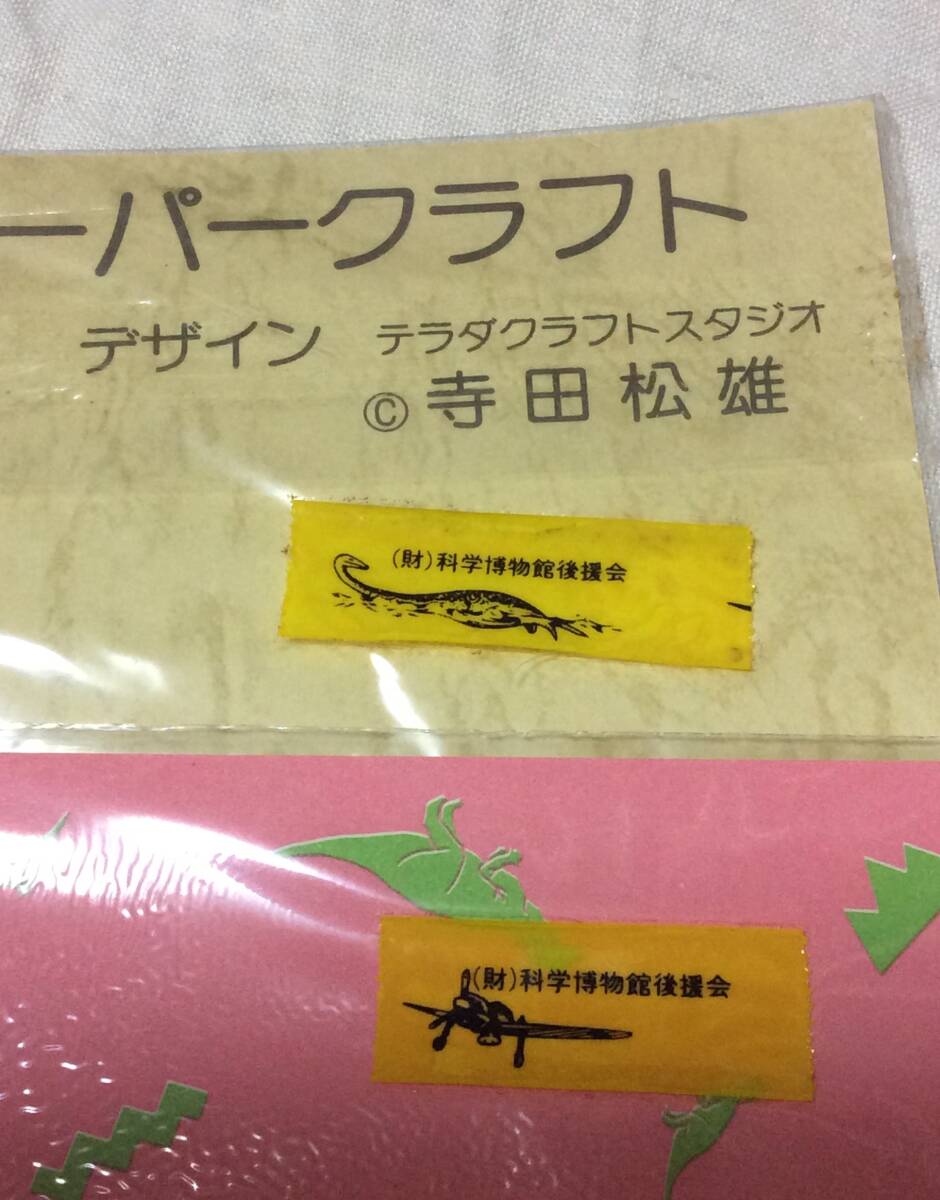 ーパークラフト
デザイン テラダクラフトスタジオ
© 寺田松雄
(財)科学博物館後援会
(財)科学博物館後援会